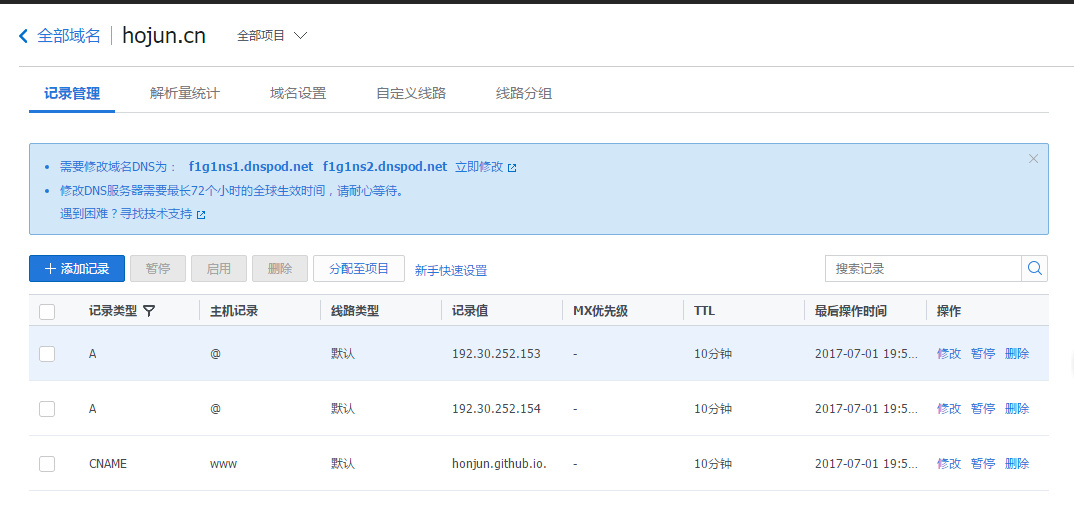 全部域名 hojun.cn 全部项目
记录管理 解析量统计 域名设置 自定义线路 线路分组
需要修改域名DNS为： f1g1ns1.dnspod.net f1g1ns2.dnspod.net 立即修改
修改DNS服务器需要最长72个小时的全球生效时间，请耐心等待。
遇到困难？寻找技术支持
添加记录 暂停 启用 删除 分配至项目 新手快速设置 搜索记录
记录类型 主机记录 线路类型 记录值 MX优先级 TTL 最后操作时间 操作
A @ 默认 192.30.252.153 - 10分钟 2017-07-01 19:5... 修改 暂停 删除
A @ 默认 192.30.252.154 - 10分钟 2017-07-01 19:5... 修改 暂停 删除
CNAME www 默认 honjun.github.io. - 10分钟 2017-07-01 19:5... 修改 暂停 删除